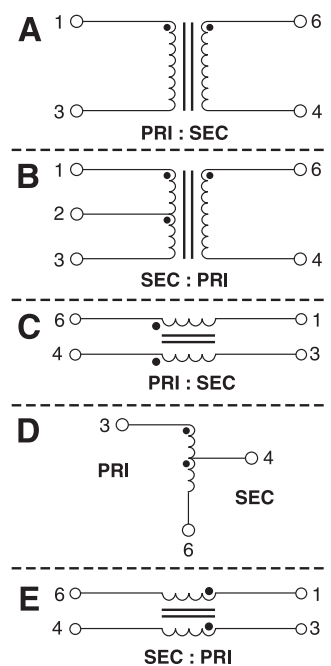 A
1 6
3 4
PRI : SEC
B
1 6
2
3 4
SEC : PRI
C
6 1
4 3
PRI : SEC
D
3
4
PRI
SEC
6
E
6 1
4 3
SEC : PRI